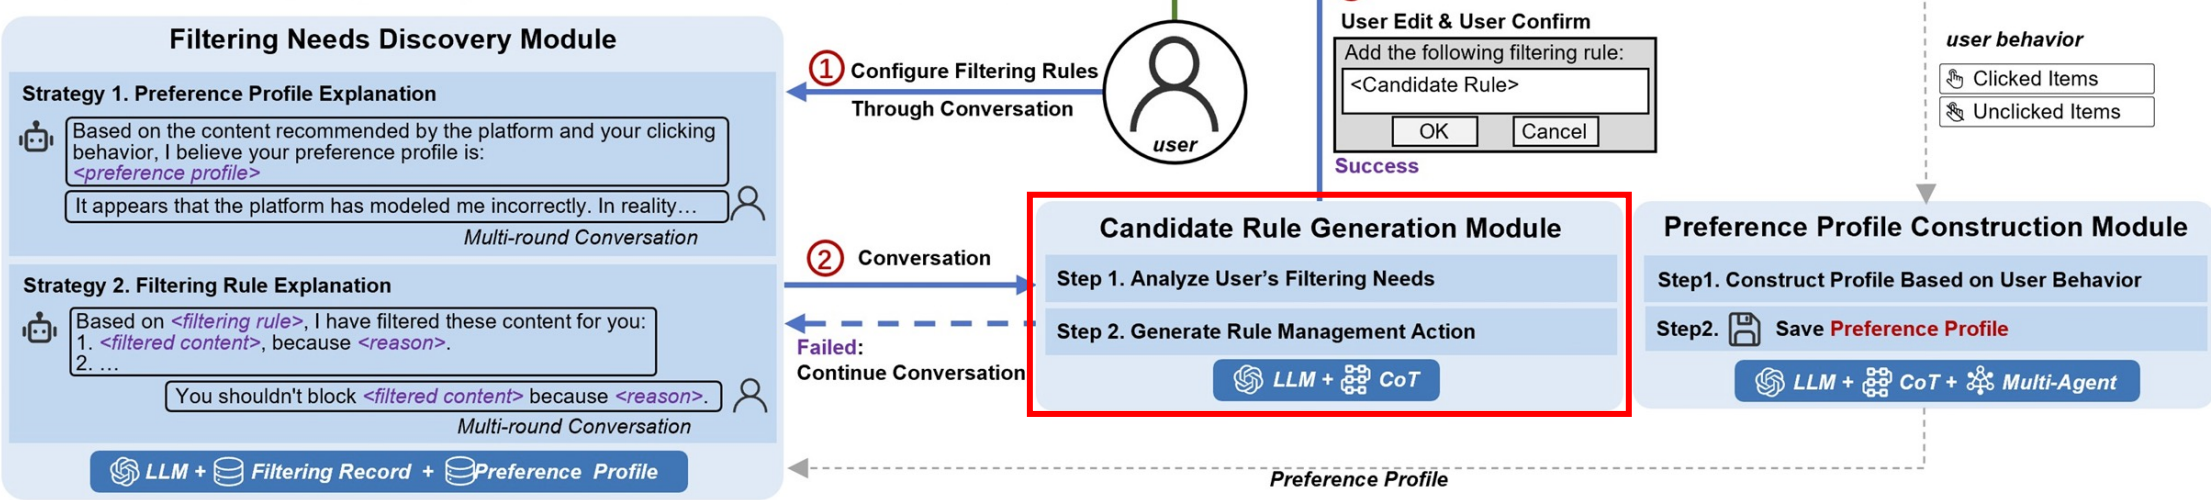 Filtering Needs Discovery Module
Strategy 1. Preference Profile Explanation
Based on the content recommended by the platform and your clicking
behavior, I believe your preference profile is:
<preference profile>
It appears that the platform has modeled me incorrectly. In reality…
Multi-round Conversation
Strategy 2. Filtering Rule Explanation
Based on <filtering rule>, I have filtered these content for you:
1. <filtered content>, because <reason>.
2. …
You shouldn't block <filtered content> because <reason>.
Multi-round Conversation
LLM + Filtering Record + Preference Profile
1 Configure Filtering Rules
Through Conversation
user
2 Conversation
Failed:
Continue Conversation
User Edit & User Confirm
Add the following filtering rule:
<Candidate Rule>
OK Cancel
Success
Candidate Rule Generation Module
Step 1. Analyze User's Filtering Needs
Step 2. Generate Rule Management Action
LLM + CoT
user behavior
Clicked Items
Unclicked Items
Preference Profile Construction Module
Step1. Construct Profile Based on User Behavior
Step2. Save Preference Profile
LLM + CoT + Multi-Agent
Preference Profile